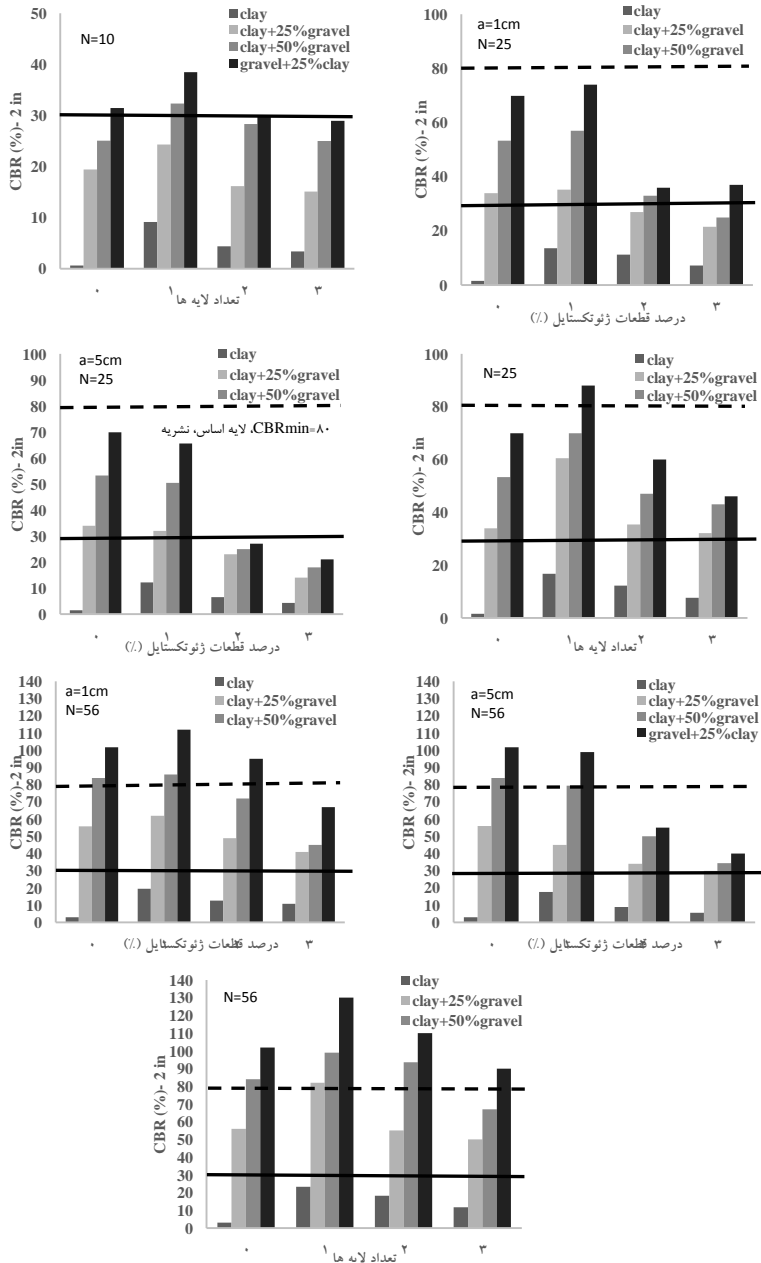 50
40
30
20
10
0
CBR (%)- 2 in
N=10
clay
clay+25%gravel
clay+50%gravel
gravel+25%clay
۰ ۱ ۲ ۳
تعداد لایه ها
100
80
60
40
20
0
CBR (%)- 2 in
a=1cm
N=25
clay
clay+25%gravel
clay+50%gravel
۰ ۱ ۲ ۳
درصد قطعات ژئوتکستایل (٪)
100
90
80
70
60
50
40
30
20
10
0
CBR (%)- 2in
a=5cm
N=25
clay
clay+25%gravel
clay+50%gravel
CBRmin=۸۰، لایه اساس، نشریه
۰ ۱ ۲ ۳
درصد قطعات ژئوتکستایل (٪)
100
80
60
40
20
0
CBR (%)- 2 in
N=25
clay
clay+25%gravel
clay+50%gravel
۰ ۱ ۲ ۳
تعداد لایه ها
140
130
120
110
100
90
80
70
60
50
40
30
20
10
0
CBR (%)-2 in
a=1cm
N=56
clay
clay+25%gravel
clay+50%gravel
۰ ۳
درصد قطعات ژئوتکستایل (٪)
140
130
120
110
100
90
80
70
60
50
40
30
20
10
0
CBR (%)- 2in
a=5cm
N=56
clay
clay+25%gravel
clay+50%gravel
gravel+25%clay
۰ ۳
درصد قطعات ژئوتکستایل (٪)
140
130
120
110
100
90
80
70
60
50
40
30
20
10
0
CBR (%)- 2 in
N=56
clay
clay+25%gravel
clay+50%gravel
۰ ۱ ۲ ۳
تعداد لایه ها